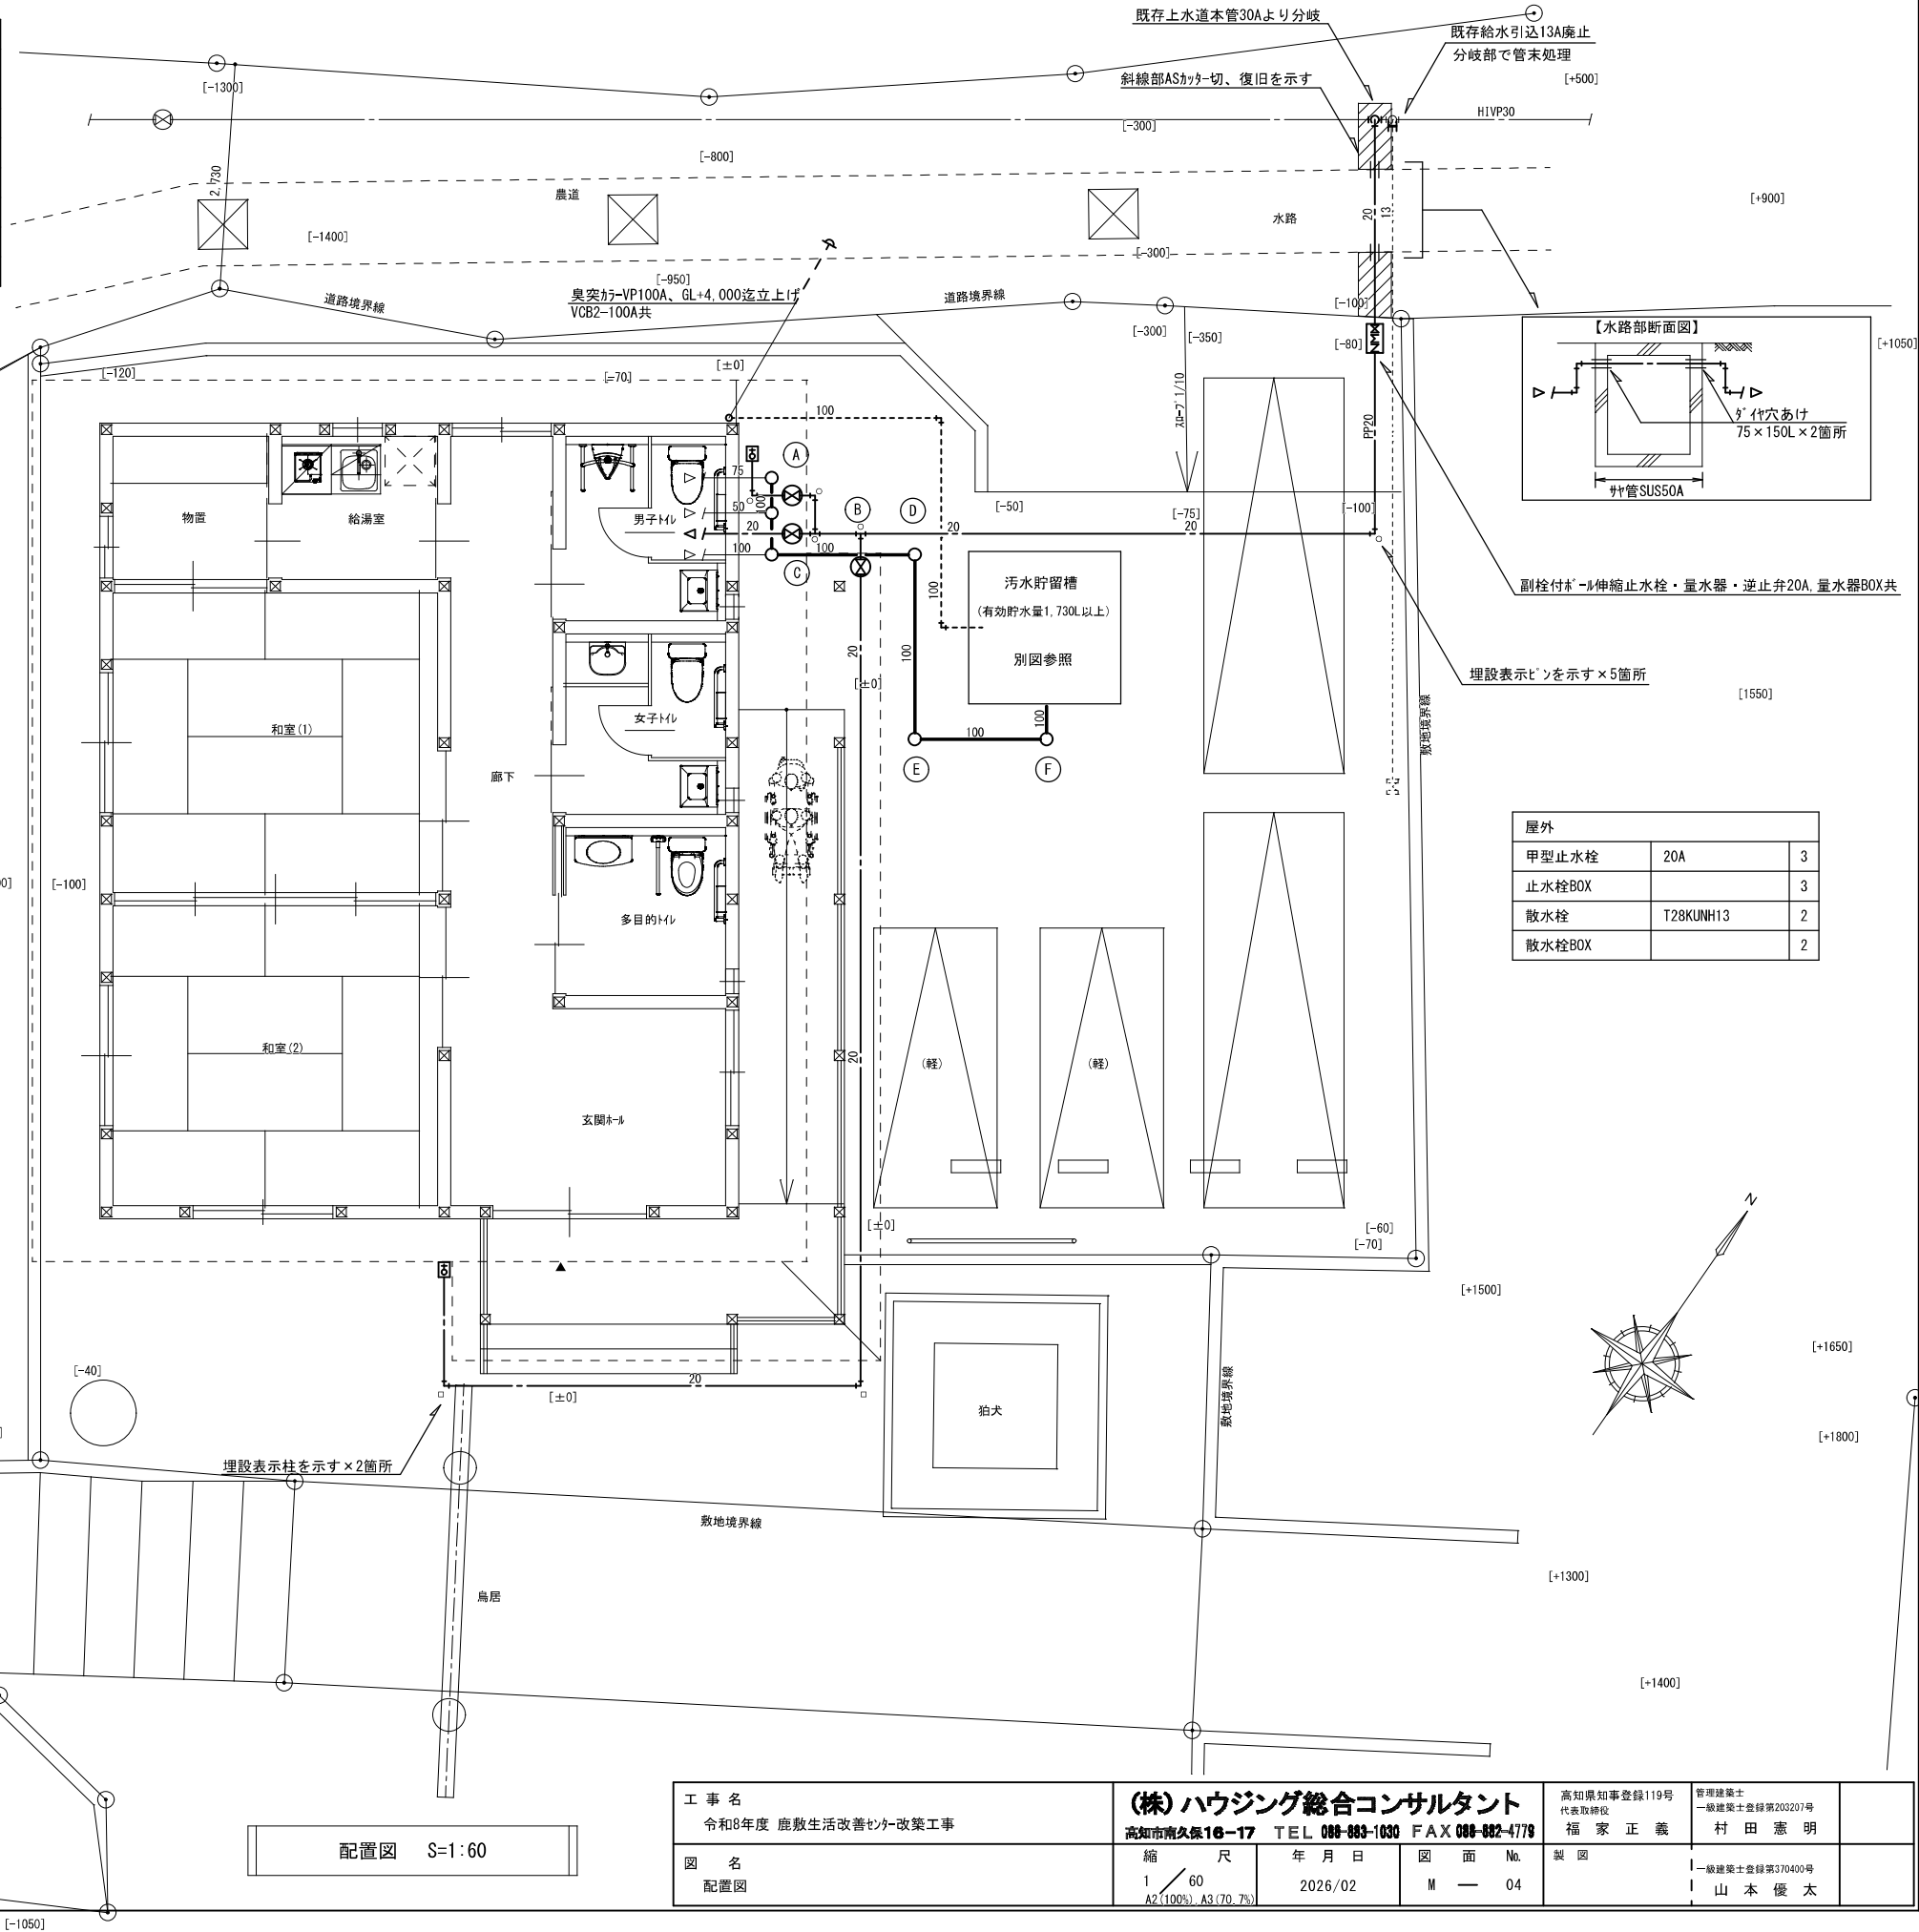 既存上水道本管30Aより分岐
既存給水引込13A廃止
分岐部で管末処理
斜線部ASｶｯﾀｰ切、復旧を示す
[+500]
[-1300]
HIVP30
[-300]
[-800]
2,730
農道
水路
20
13
[+900]
[-1400]
[-300]
[-950]
臭突ｶﾗｰVP100A、GL+4,000迄立上げ
VCB2-100A共
道路境界線
道路境界線
[-100]
[-300]
[-350]
[-80]
【水路部断面図】
[+1050]
ﾀﾞｲﾔ穴あけ
75×150L×2箇所
ｻﾔ管SUS50A
[-120]
[-70]
[±0]
ｽﾛｰﾌﾟ1/10
PP20
100
A
75
100
50
B
D
[-50]
[-75]
[-100]
物置
給湯室
男子ﾄｲﾚ
20
20
20
100
100
C
汚水貯留槽
(有効貯水量1,730L以上)
別図参照
100
副栓付ﾎﾞｰﾙ伸縮止水栓・量水器・逆止弁20A,量水器BOX共
埋設表示ﾋﾟﾝを示す×5箇所
20
100
[±0]
[1550]
敷地境界線
女子ﾄｲﾚ
和室(1)
廊下
100
100
E
F
屋外
甲型止水栓 20A 3
止水栓BOX 3
散水栓 T28KUNH13 2
散水栓BOX 2
[-100]
多目的ﾄｲﾚ
和室(2)
20
(軽)
(軽)
玄関ﾎｰﾙ
[±0]
[-60]
[-70]
N
[+1500]
[+1650]
[-40]
20
[±0]
狛犬
敷地境界線
[+1800]
埋設表示柱を示す×2箇所
敷地境界線
鳥居
[+1300]
[+1400]
配置図 S=1:60
工事名
令和8年度 鹿敷生活改善ｾﾝﾀｰ改築工事
(株)ハウジング総合コンサルタント
高知市南久保16-17 TEL 088-883-1030 FAX 088-882-4779
高知県知事登録119号
代表取締役
福家正義
管理建築士
一級建築士登録第203207号
村田憲明
図名
配置図
縮尺
1/60
A2(100%),A3(70.7%)
年月日
2026/02
図面No.
M — 04
製図
一級建築士登録第370400号
山本優太
[-1050]